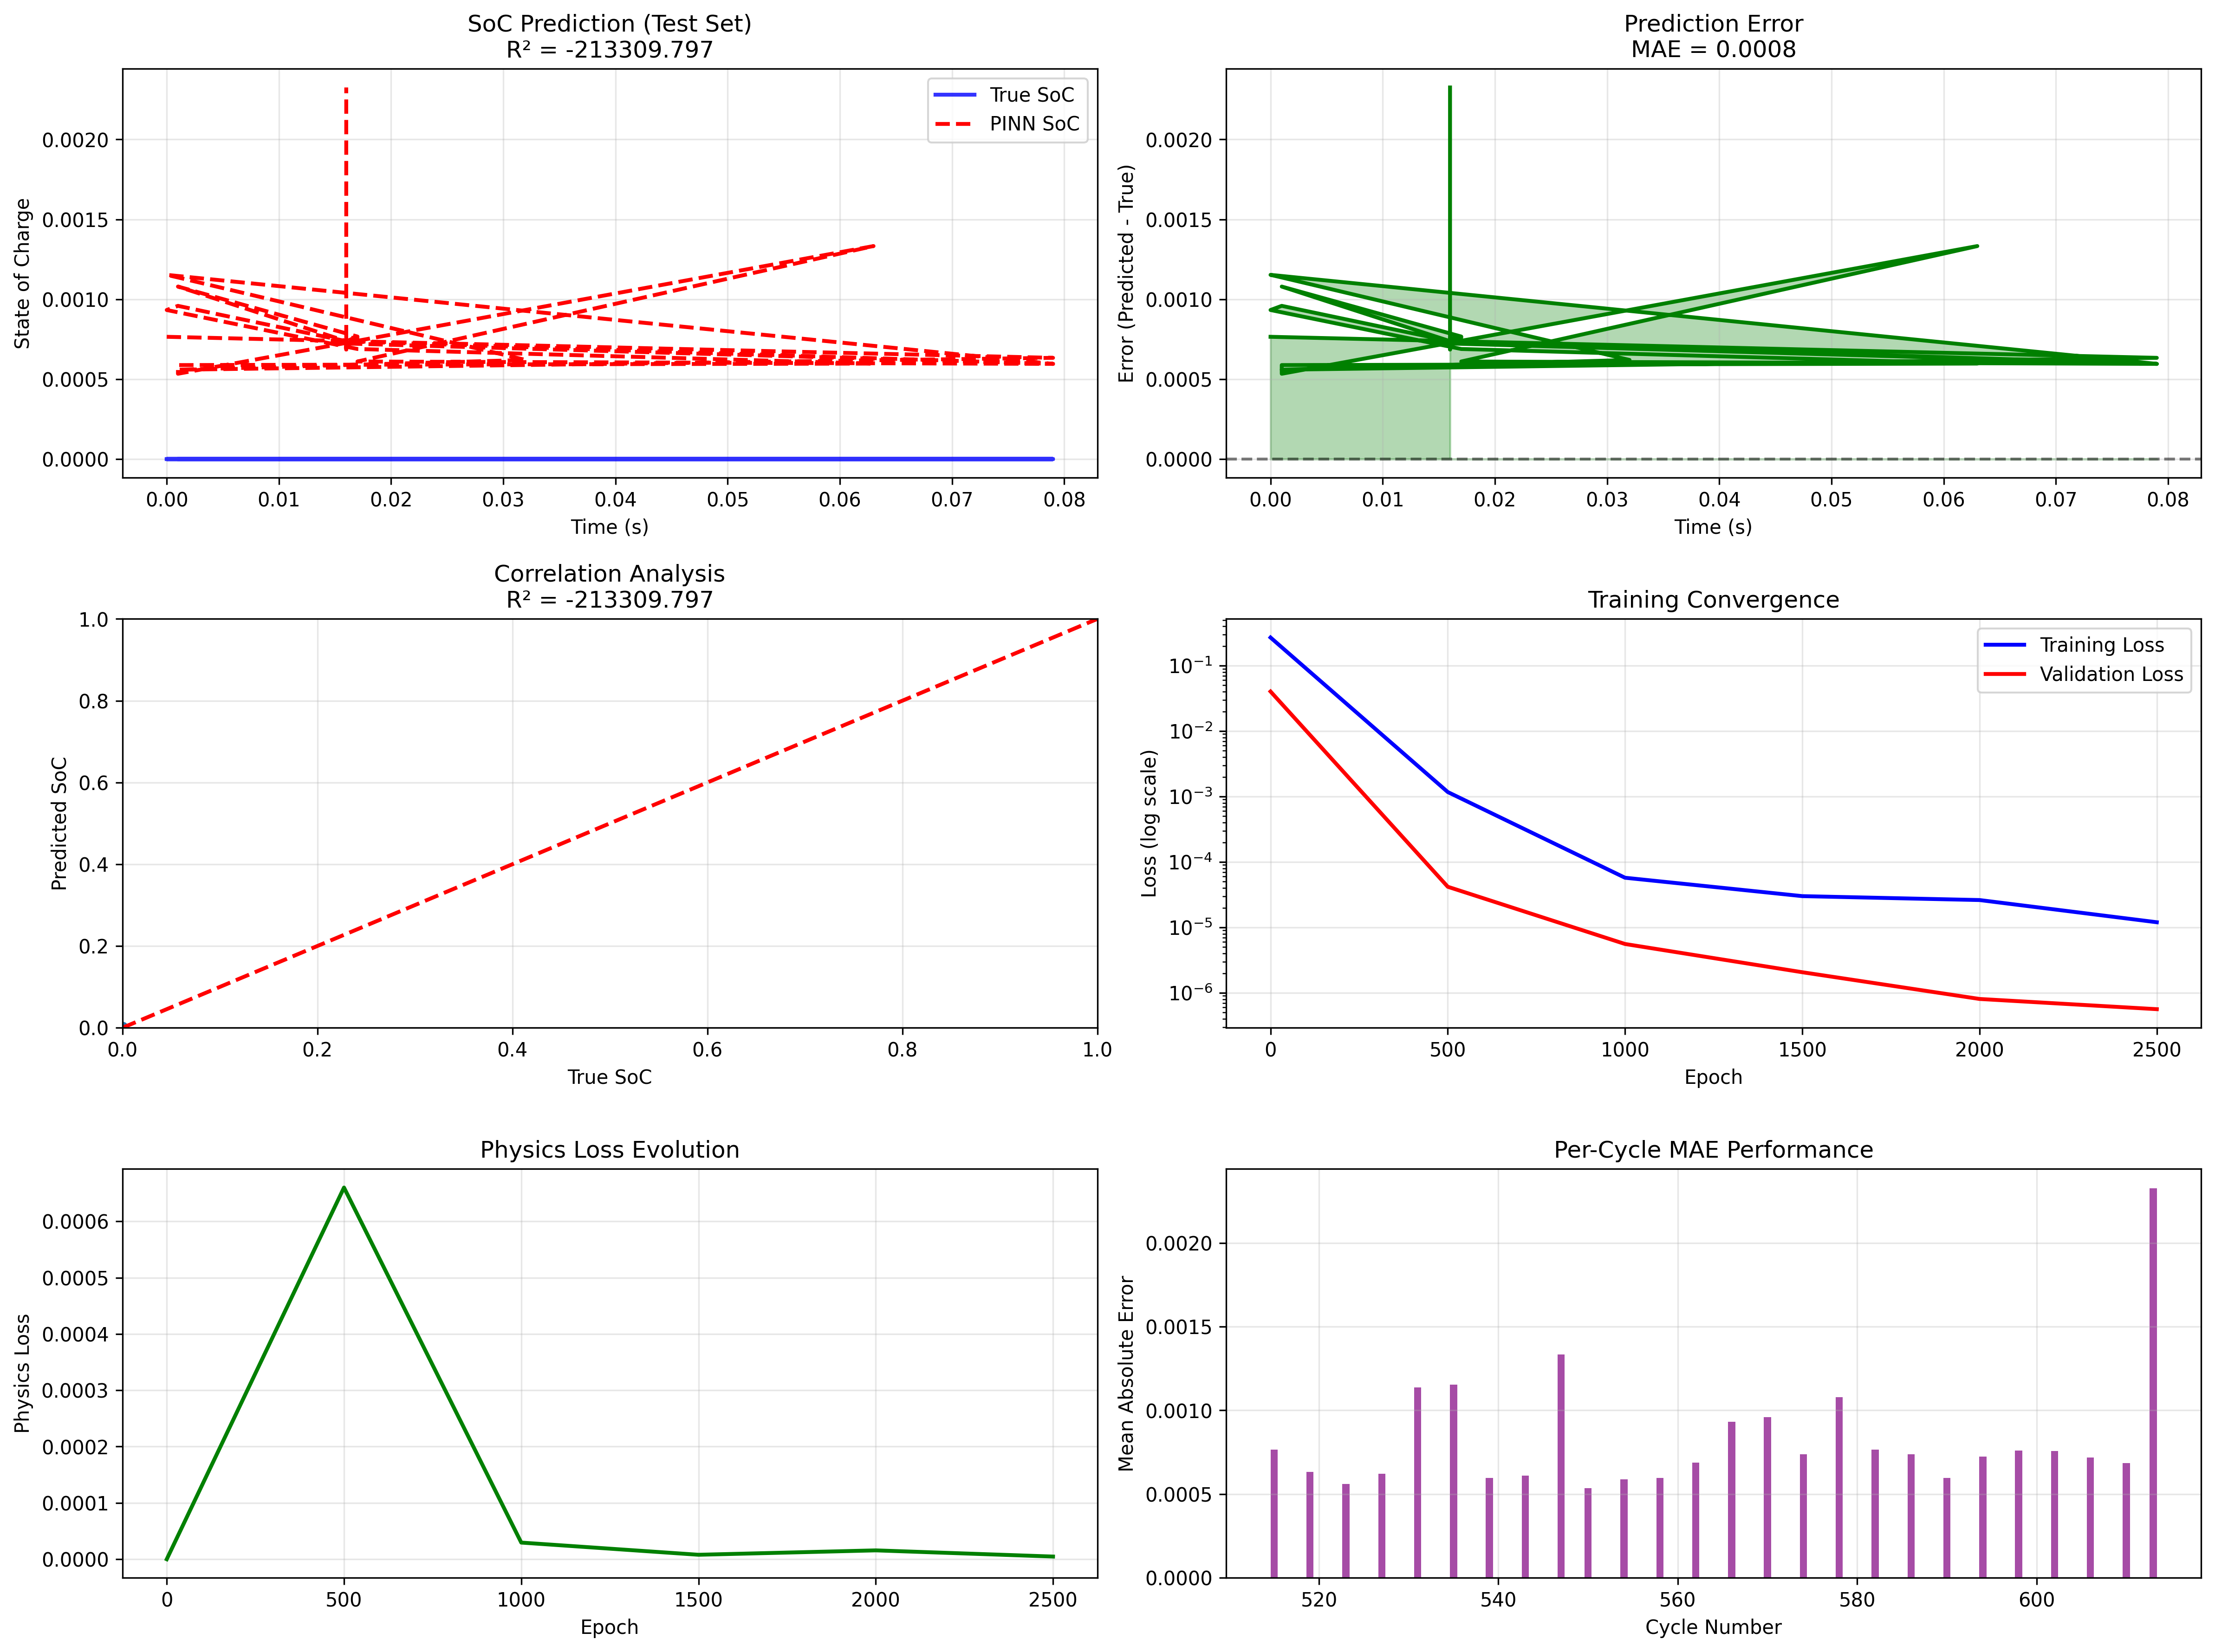 SoC Prediction (Test Set)
R² = -213309.797
True SoC
PINN SoC
State of Charge
0.0020
0.0015
0.0010
0.0005
0.0000
0.00 0.01 0.02 0.03 0.04 0.05 0.06 0.07 0.08
Time (s)
Prediction Error
MAE = 0.0008
Error (Predicted - True)
0.0020
0.0015
0.0010
0.0005
0.0000
0.00 0.01 0.02 0.03 0.04 0.05 0.06 0.07 0.08
Time (s)
Correlation Analysis
R² = -213309.797
Predicted SoC
1.0
0.8
0.6
0.4
0.2
0.0
0.0 0.2 0.4 0.6 0.8 1.0
True SoC
Training Convergence
Training Loss
Validation Loss
Loss (log scale)
10⁻¹
10⁻²
10⁻³
10⁻⁴
10⁻⁵
10⁻⁶
0 500 1000 1500 2000 2500
Epoch
Physics Loss Evolution
Physics Loss
0.0006
0.0005
0.0004
0.0003
0.0002
0.0001
0.0000
0 500 1000 1500 2000 2500
Epoch
Per-Cycle MAE Performance
Mean Absolute Error
0.0020
0.0015
0.0010
0.0005
0.0000
520 540 560 580 600
Cycle Number